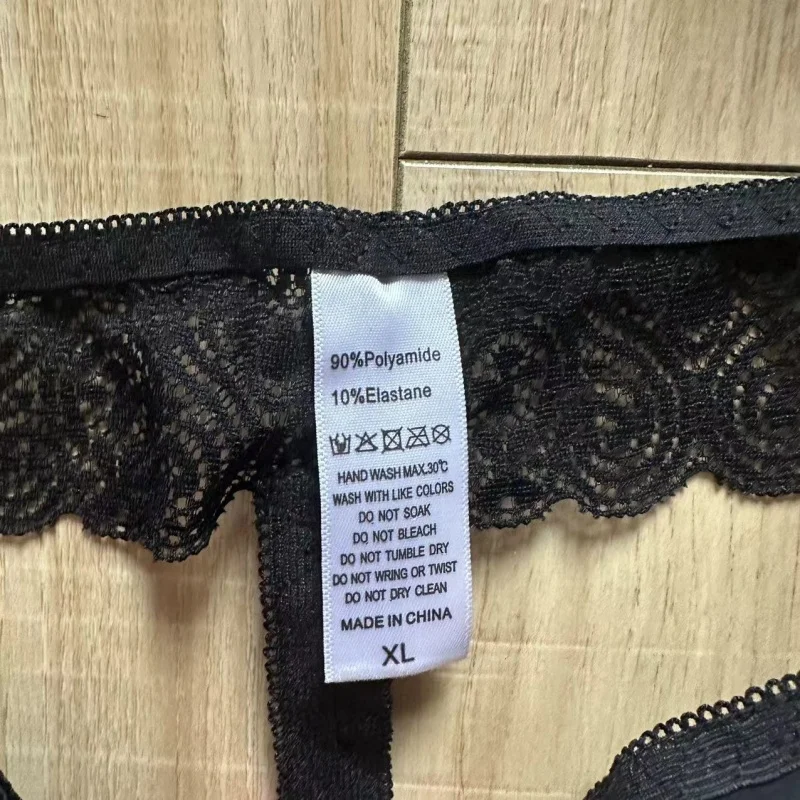 90%Polyamide
10%Elastane
HAND WASH MAX.30℃
WASH WITH LIKE COLORS
DO NOT SOAK
DO NOT BLEACH
DO NOT TUMBLE DRY
DO NOT WRING OR TWIST
DO NOT DRY CLEAN
MADE IN CHINA
XL